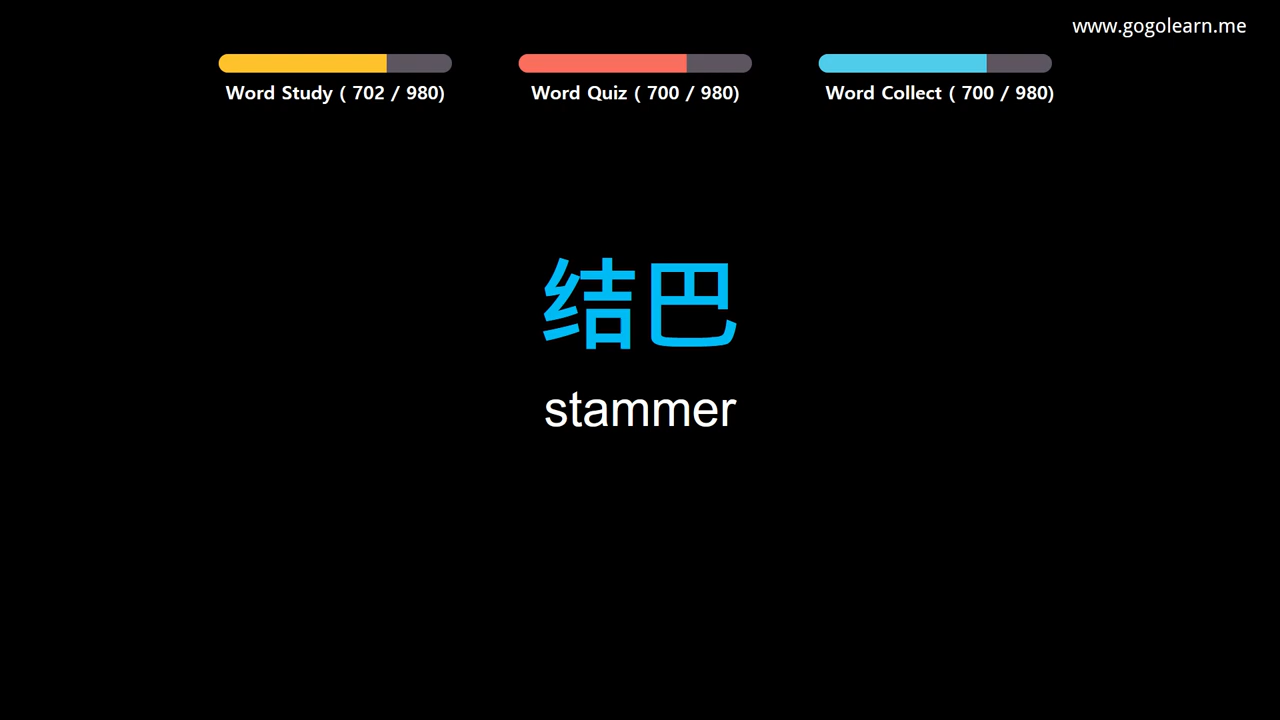 www.gogolearn.me
Word Study ( 702 / 980)
Word Quiz ( 700 / 980)
Word Collect ( 700 / 980)
结巴
stammer